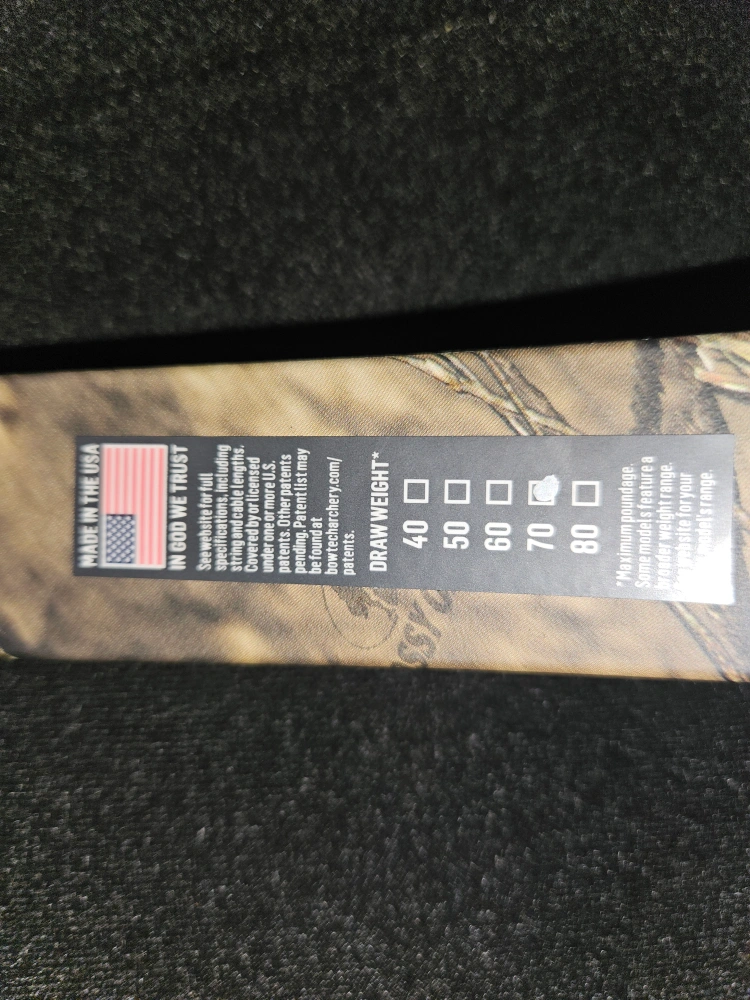 MADE IN THE USA
IN GOD WE TRUST
See website for full
specifications, including
string and cable lengths.
Covered by or licensed
under one or more U.S.
patents. Other patents
pending. Patent list may
be found at
bowtecharchery.com/
patents.
DRAW WEIGHT*
40
50
60
70
80
*Maximum poundage.
Some models feature a
broader weight range.
website for your
model's range.